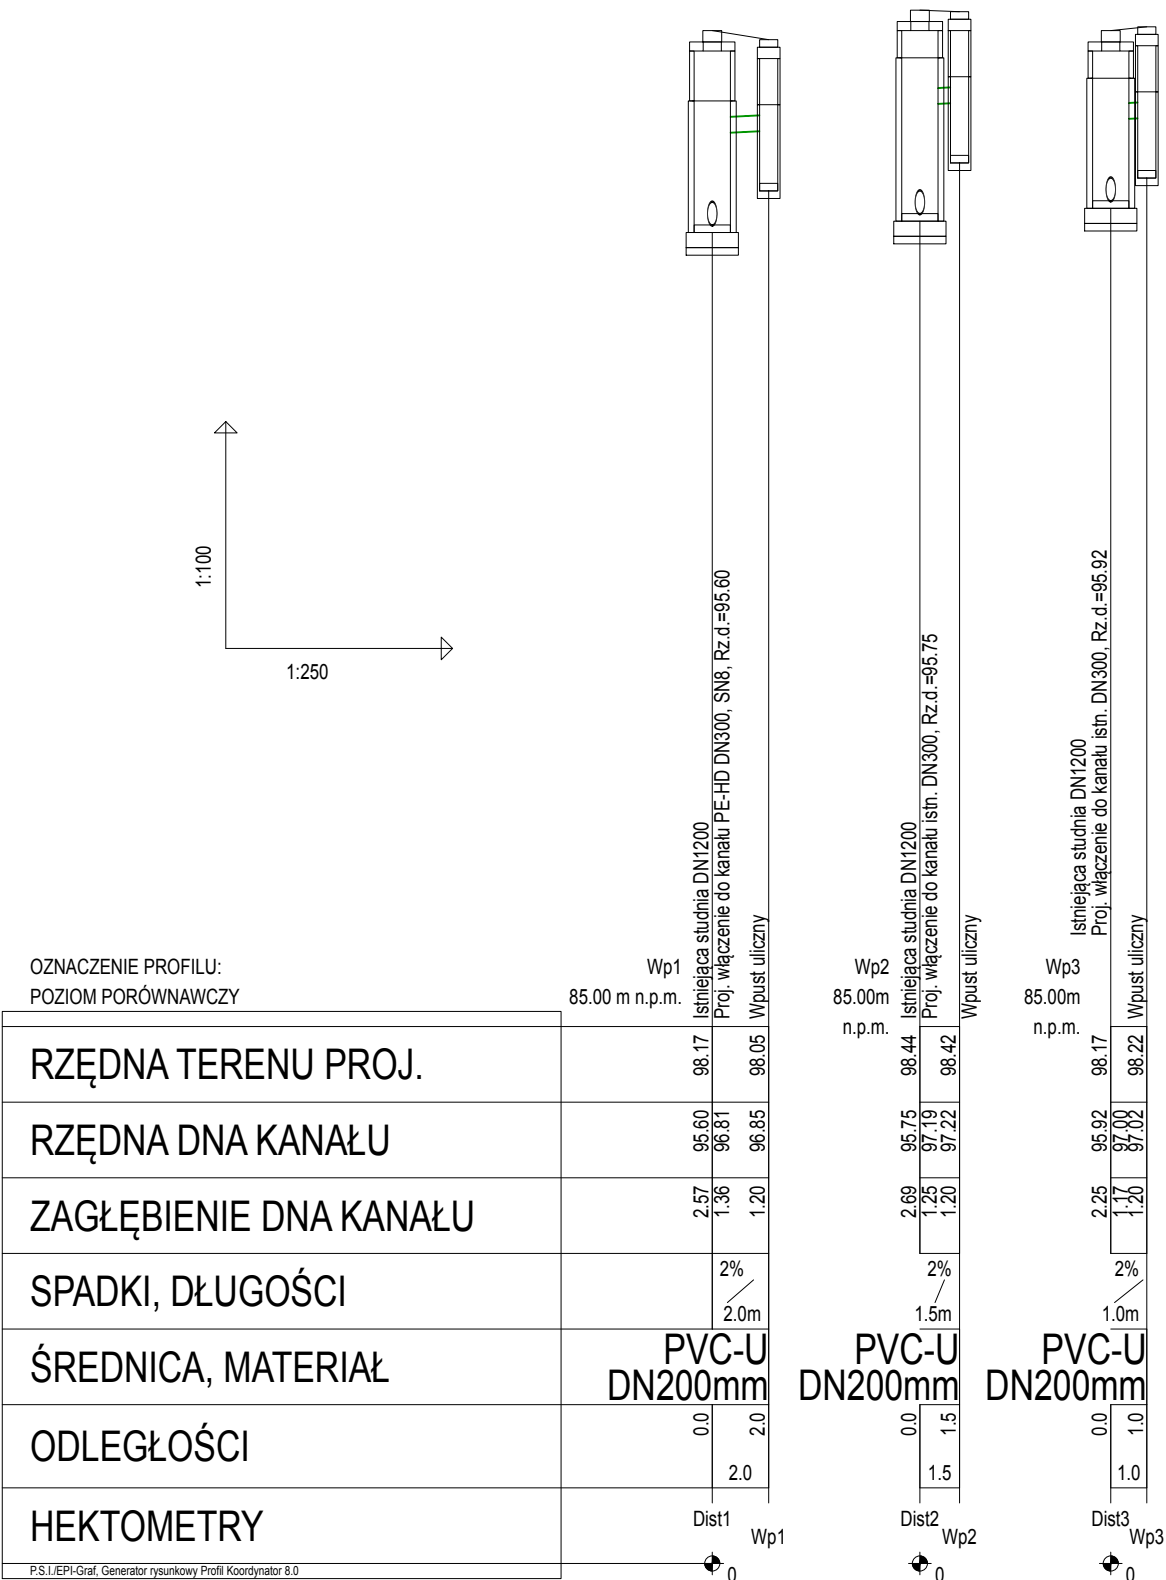 1:100
1:250
OZNACZENIE PROFILU:
POZIOM PORÓWNAWCZY
Wp1
85.00 m n.p.m.
Istniejąca studnia DN1200
Proj. włączenie do kanału PE-HD DN300, SN8, Rz.d.=95.60
Wpust uliczny
Wp2
85.00m
n.p.m.
Istniejąca studnia DN1200
Proj. włączenie do kanału istn. DN300, Rz.d.=95.75
Wpust uliczny
Wp3
85.00m
n.p.m.
Istniejąca studnia DN1200
Proj. włączenie do kanału istn. DN300, Rz.d.=95.92
Wpust uliczny
RZĘDNA TERENU PROJ.
98.17 98.05 98.44 98.42 98.17 98.22
RZĘDNA DNA KANAŁU
95.60 96.81 96.85 95.75 97.19 97.22 95.92 97.00 97.02
ZAGŁĘBIENIE DNA KANAŁU
2.57 1.36 1.20 2.69 1.25 1.20 2.25 1.17 1.20
SPADKI, DŁUGOŚCI
2% 2% 2%
2.0m 1.5m 1.0m
ŚREDNICA, MATERIAŁ
PVC-U PVC-U PVC-U
DN200mm DN200mm DN200mm
ODLEGŁOŚCI
0.0 2.0 0.0 1.5 0.0 1.0
2.0 1.5 1.0
HEKTOMETRY
Dist1 Dist2 Dist3
Wp1 Wp2 Wp3
0 0 0
P.S.I./EPI-Graf, Generator rysunkowy Profil Koordynator 8.0